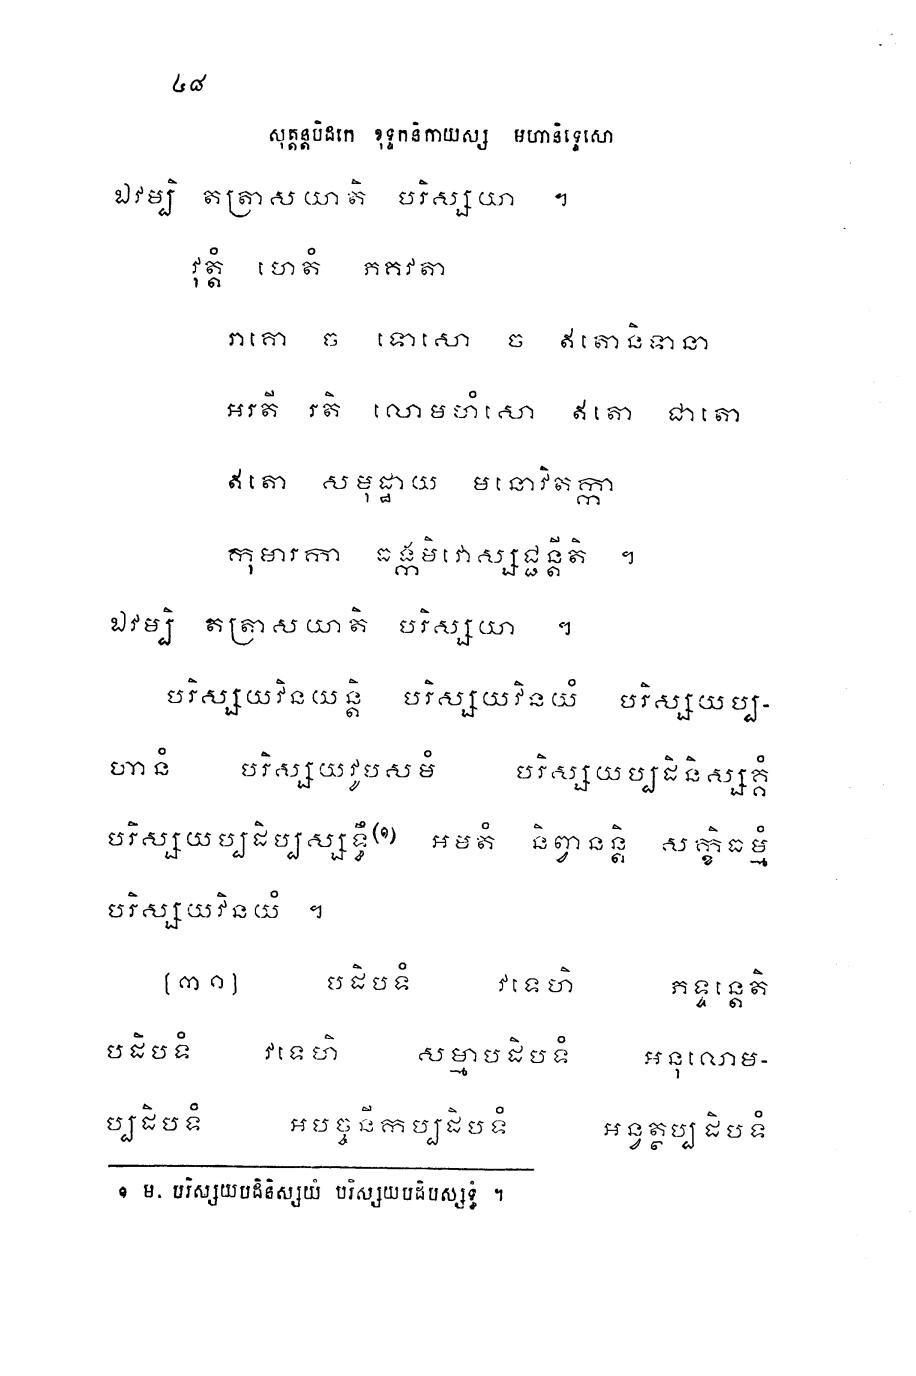 ៤៨
សុត្តន្តបិដកេ ខុទ្ទកនិកាយស្ស មហានិទ្ទេសោ
ឯវម្បិ តត្រាសយាតិ បរិស្សយា ។
វុត្តំ ហេតំ ភគវតា
រាគោ ច ទោសោ ច ឥតោនិទានា
អរតី រតិ លោមហំសោ ឥតោ ជាតោ
ឥតោ សមុដ្ឋាយ មនោវិតក្កា
កុមារកា ធង្កមិវោស្សជ្ជន្តីតិ ។
ឯវម្បិ តត្រាសយាតិ បរិស្សយា ។
បរិស្សយវិនយន្តិ បរិស្សយវិនយំ បរិស្សយប្ប-
ហានំ បរិស្សយវូបសមំ បរិស្សយប្បដិនិស្សគ្គំ
បរិស្សយប្បដិប្បស្សទ្ធឹ(១) អមតំ និព្វានន្តិ សក្ខិធម្មំ
បរិស្សយវិនយំ ។
[៣១] បដិបទំ វទេហិ ភទ្ទន្តេតិ
បដិបទំ វទេហិ សម្មាបដិបទំ អនុលោម-
ប្បដិបទំ អបច្ចនីកប្បដិបទំ អន្វត្ថប្បដិបទំ
១ ម. បរិស្សយបដិនិស្សយំ បរិស្សយបដិបស្សទ្ធំ ។